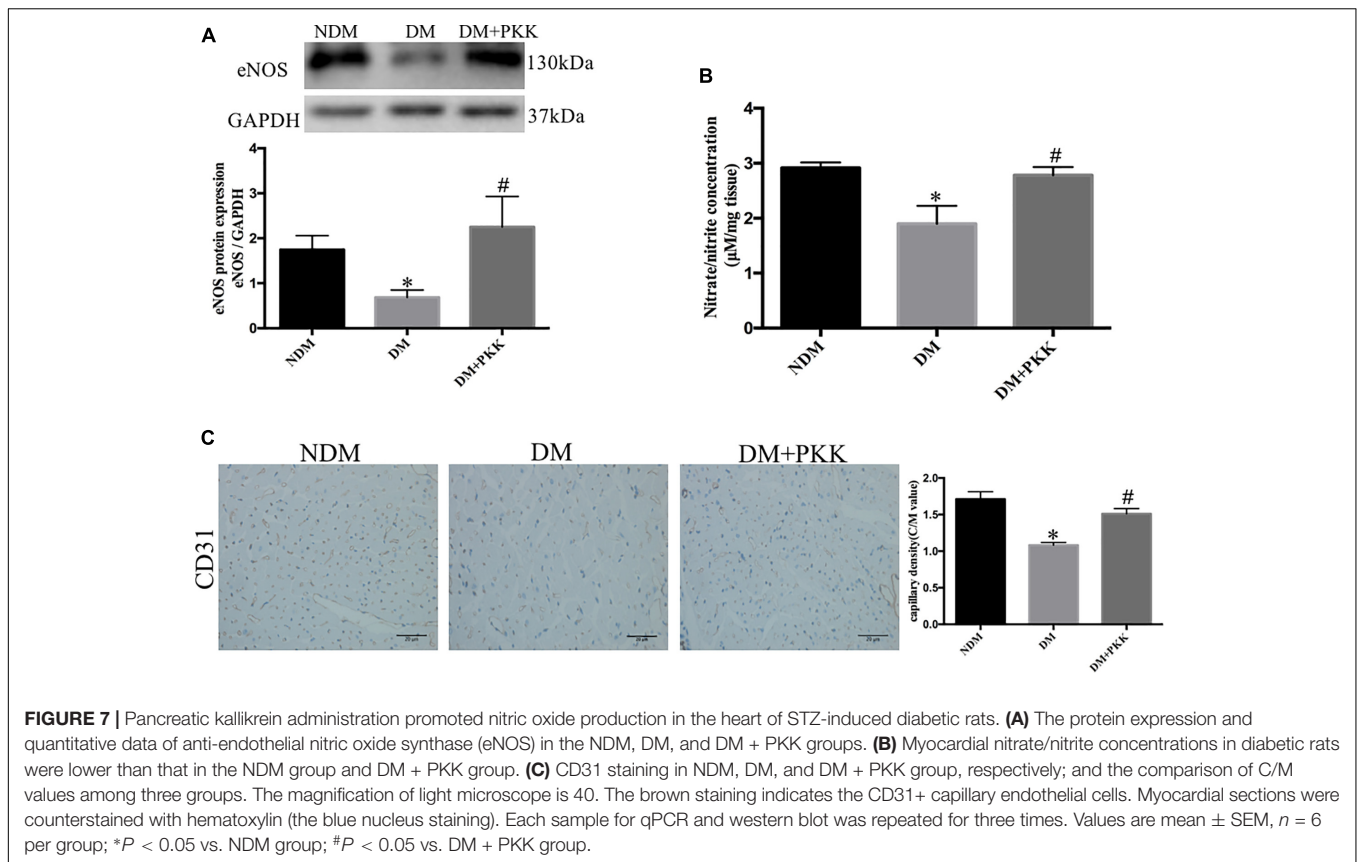 A
NDM DM DM+PKK
eNOS 130kDa
GAPDH 37kDa
eNOS protein expression
eNOS / GAPDH
4
3
2
1
0
*
#
NDM DM DM+PKK
B
Nitrate/nitrite concentration
(μM/mg tissue)
4
3
2
1
0
*
#
NDM DM DM+PKK
C
NDM DM DM+PKK
CD31
20 μm 20 μm 20 μm
capillary density(C/M value)
2.0
1.5
1.0
0.5
0.0
*
#
NDM DM DM+PKK
FIGURE 7 | Pancreatic kallikrein administration promoted nitric oxide production in the heart of STZ-induced diabetic rats. (A) The protein expression and
quantitative data of anti-endothelial nitric oxide synthase (eNOS) in the NDM, DM, and DM + PKK groups. (B) Myocardial nitrate/nitrite concentrations in diabetic rats
were lower than that in the NDM group and DM + PKK group. (C) CD31 staining in NDM, DM, and DM + PKK group, respectively; and the comparison of C/M
values among three groups. The magnification of light microscope is 40. The brown staining indicates the CD31+ capillary endothelial cells. Myocardial sections were
counterstained with hematoxylin (the blue nucleus staining). Each sample for qPCR and western blot was repeated for three times. Values are mean ± SEM, n = 6
per group; *P < 0.05 vs. NDM group; #P < 0.05 vs. DM + PKK group.